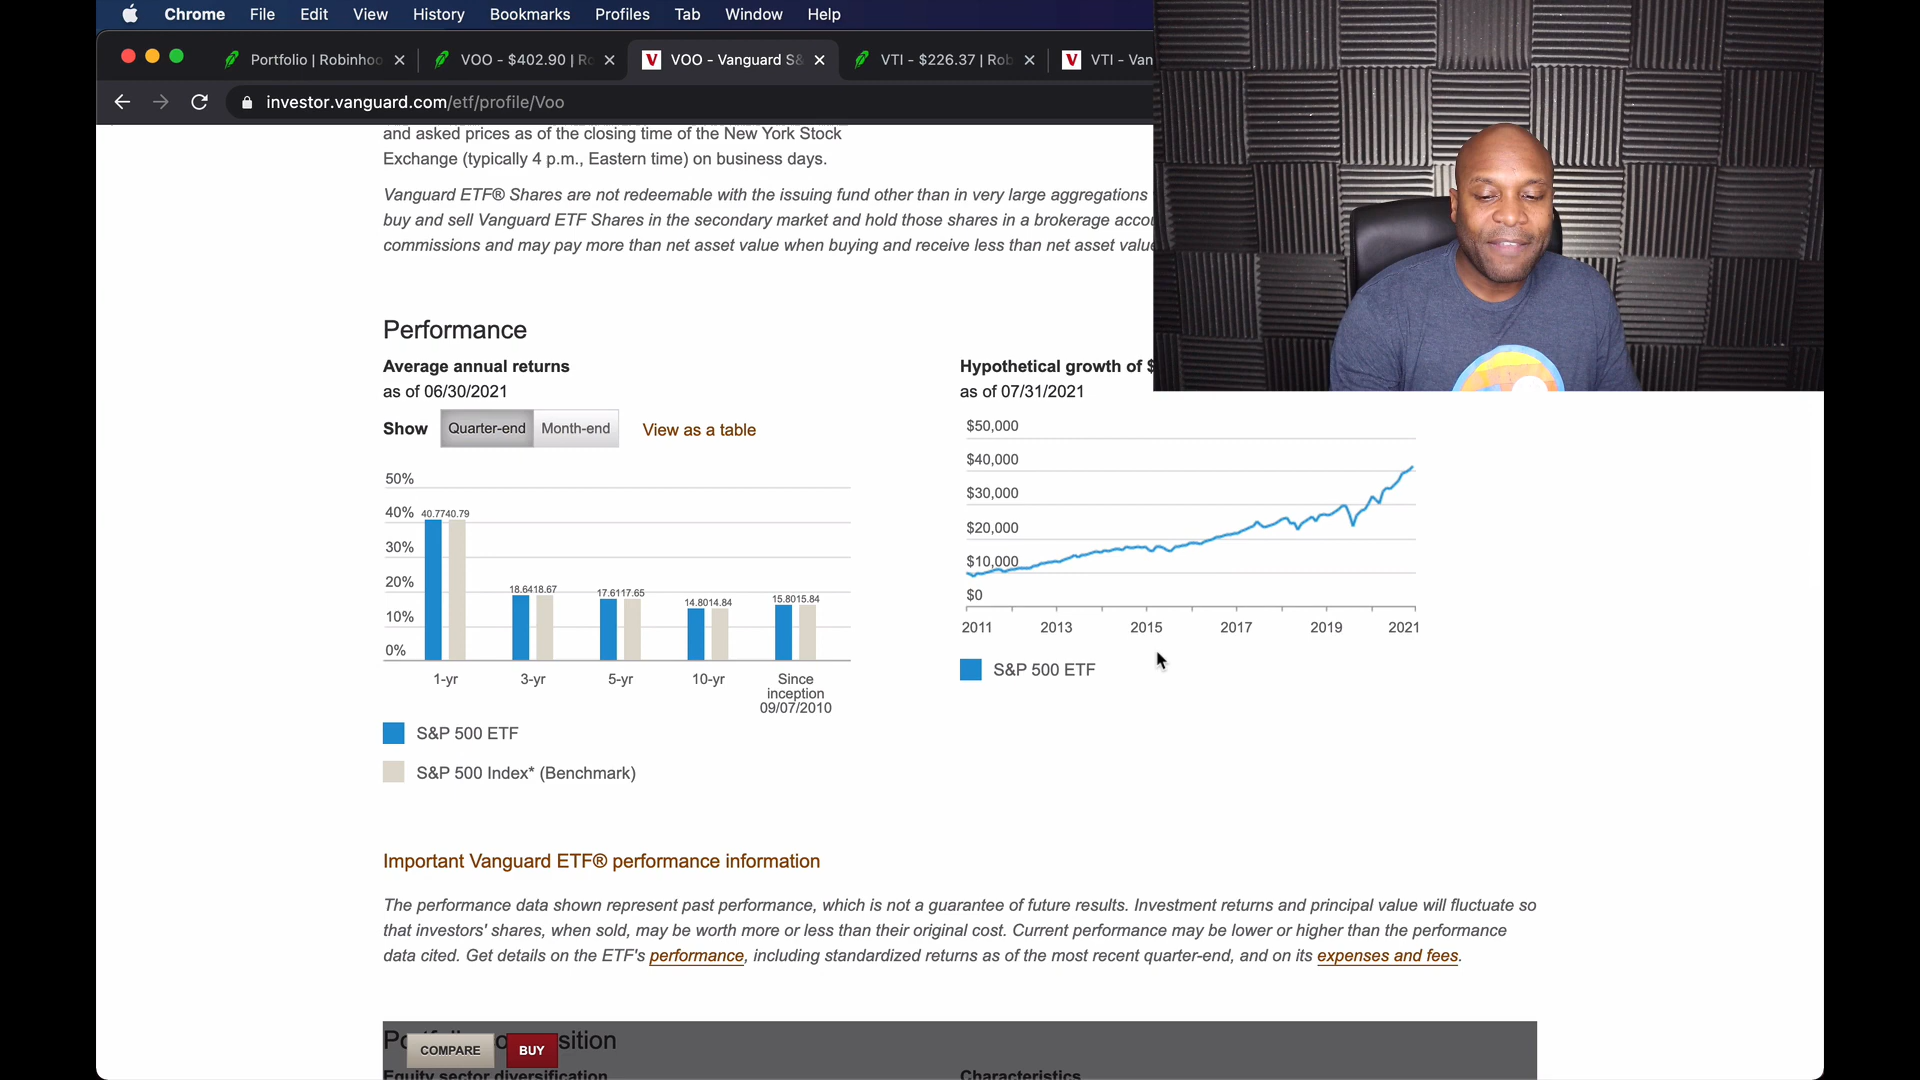 Chrome File Edit View History Bookmarks Profiles Tab Window Help
Portfolio | Robinhoo VOO - $402.90 | Ro VOO - Vanguard S& VTI - $226.37 | Rob VTI - Van
investor.vanguard.com/etf/profile/Voo
and asked prices as of the closing time of the New York Stock
Exchange (typically 4 p.m., Eastern time) on business days.
Vanguard ETF® Shares are not redeemable with the issuing fund other than in very large aggregations
buy and sell Vanguard ETF Shares in the secondary market and hold those shares in a brokerage accou
commissions and may pay more than net asset value when buying and receive less than net asset value
Performance
Average annual returns
as of 06/30/2021
Show Quarter-end Month-end View as a table
50%
40%
30%
20%
10%
0%
40.77 40.79
18.64 18.67
17.61 17.65
14.80 14.84
15.80 15.84
1-yr 3-yr 5-yr 10-yr Since
inception
09/07/2010
S&P 500 ETF
S&P 500 Index* (Benchmark)
Hypothetical growth of $
as of 07/31/2021
$50,000
$40,000
$30,000
$20,000
$10,000
$0
2011 2013 2015 2017 2019 2021
S&P 500 ETF
Important Vanguard ETF® performance information
The performance data shown represent past performance, which is not a guarantee of future results. Investment returns and principal value will fluctuate so
that investors' shares, when sold, may be worth more or less than their original cost. Current performance may be lower or higher than the performance
data cited. Get details on the ETF's performance, including standardized returns as of the most recent quarter-end, and on its expenses and fees.
COMPARE BUY
Equity sector diversification Characteristics